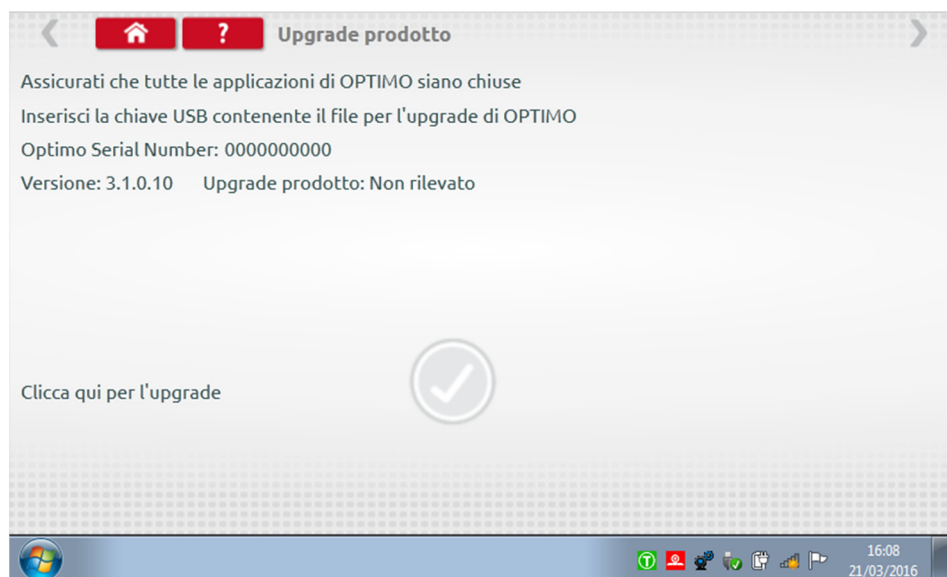 ? Upgrade prodotto
Assicurati che tutte le applicazioni di OPTIMO siano chiuse
Inserisci la chiave USB contenente il file per l'upgrade di OPTIMO
Optimo Serial Number: 0000000000
Versione: 3.1.0.10 Upgrade prodotto: Non rilevato
Clicca qui per l'upgrade
16:08
21/03/2016